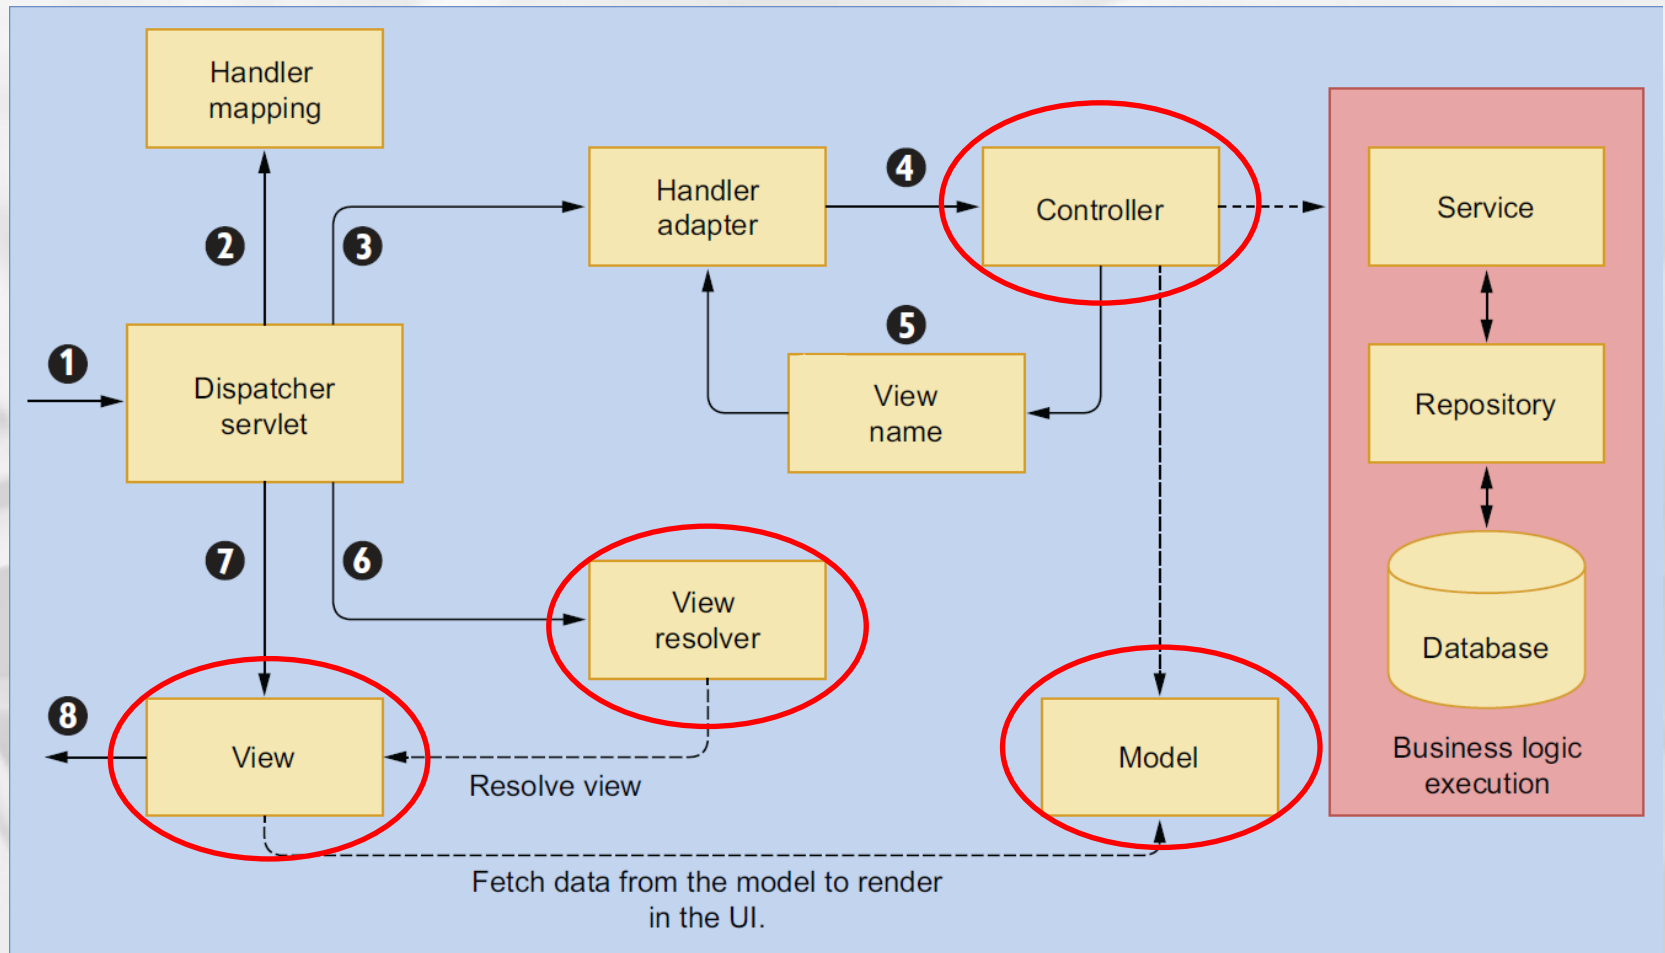 Handler
mapping
2
3
Handler
adapter
4
Controller
Service
1
Dispatcher
servlet
5
View
name
Repository
7
6
View
resolver
Database
8
View
Resolve view
Model
Business logic
execution
Fetch data from the model to render
in the UI.